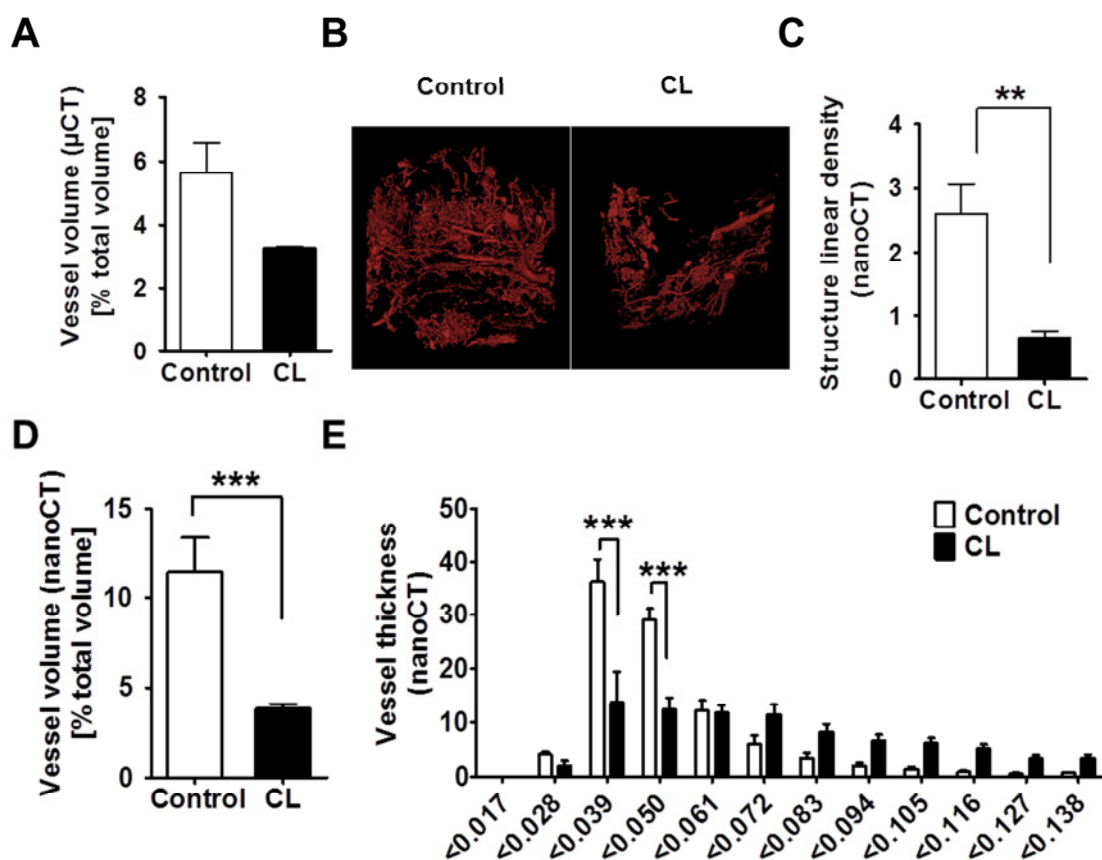 A
Vessel volume (µCT)
[% total volume]
8
6
4
2
0
Control CL
B
Control CL
C
Structure linear density
(nanoCT)
4
3
2
1
0
**
Control CL
D
Vessel volume (nanoCT)
[% total volume]
15
10
5
0
***
Control CL
E
Vessel thickness
(nanoCT)
50
40
30
20
10
0
***
***
Control
CL
<0.017 <0.028 <0.039 <0.050 <0.061 <0.072 <0.083 <0.094 <0.105 <0.116 <0.127 <0.138